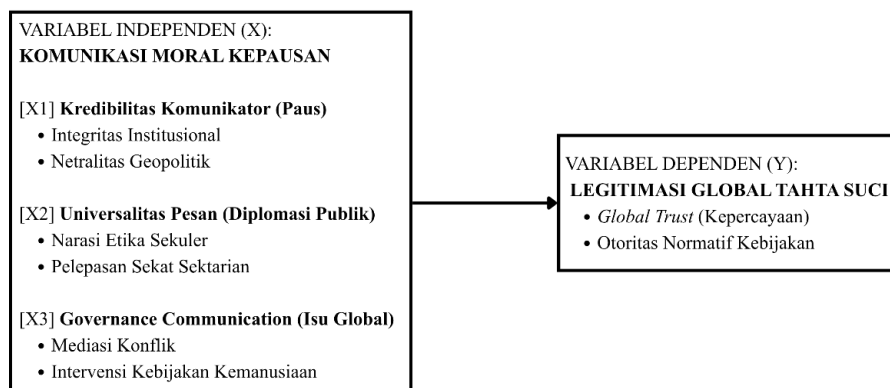 VARIABEL INDEPENDEN (X):
KOMUNIKASI MORAL KEPAUSAN
[X1] Kredibilitas Komunikator (Paus)
• Integritas Institusional
• Netralitas Geopolitik
[X2] Universalitas Pesan (Diplomasi Publik)
• Narasi Etika Sekuler
• Pelepasan Sekat Sektarian
[X3] Governance Communication (Isu Global)
• Mediasi Konflik
• Intervensi Kebijakan Kemanusiaan
VARIABEL DEPENDEN (Y):
LEGITIMASI GLOBAL TAHTA SUCI
• Global Trust (Kepercayaan)
• Otoritas Normatif Kebijakan